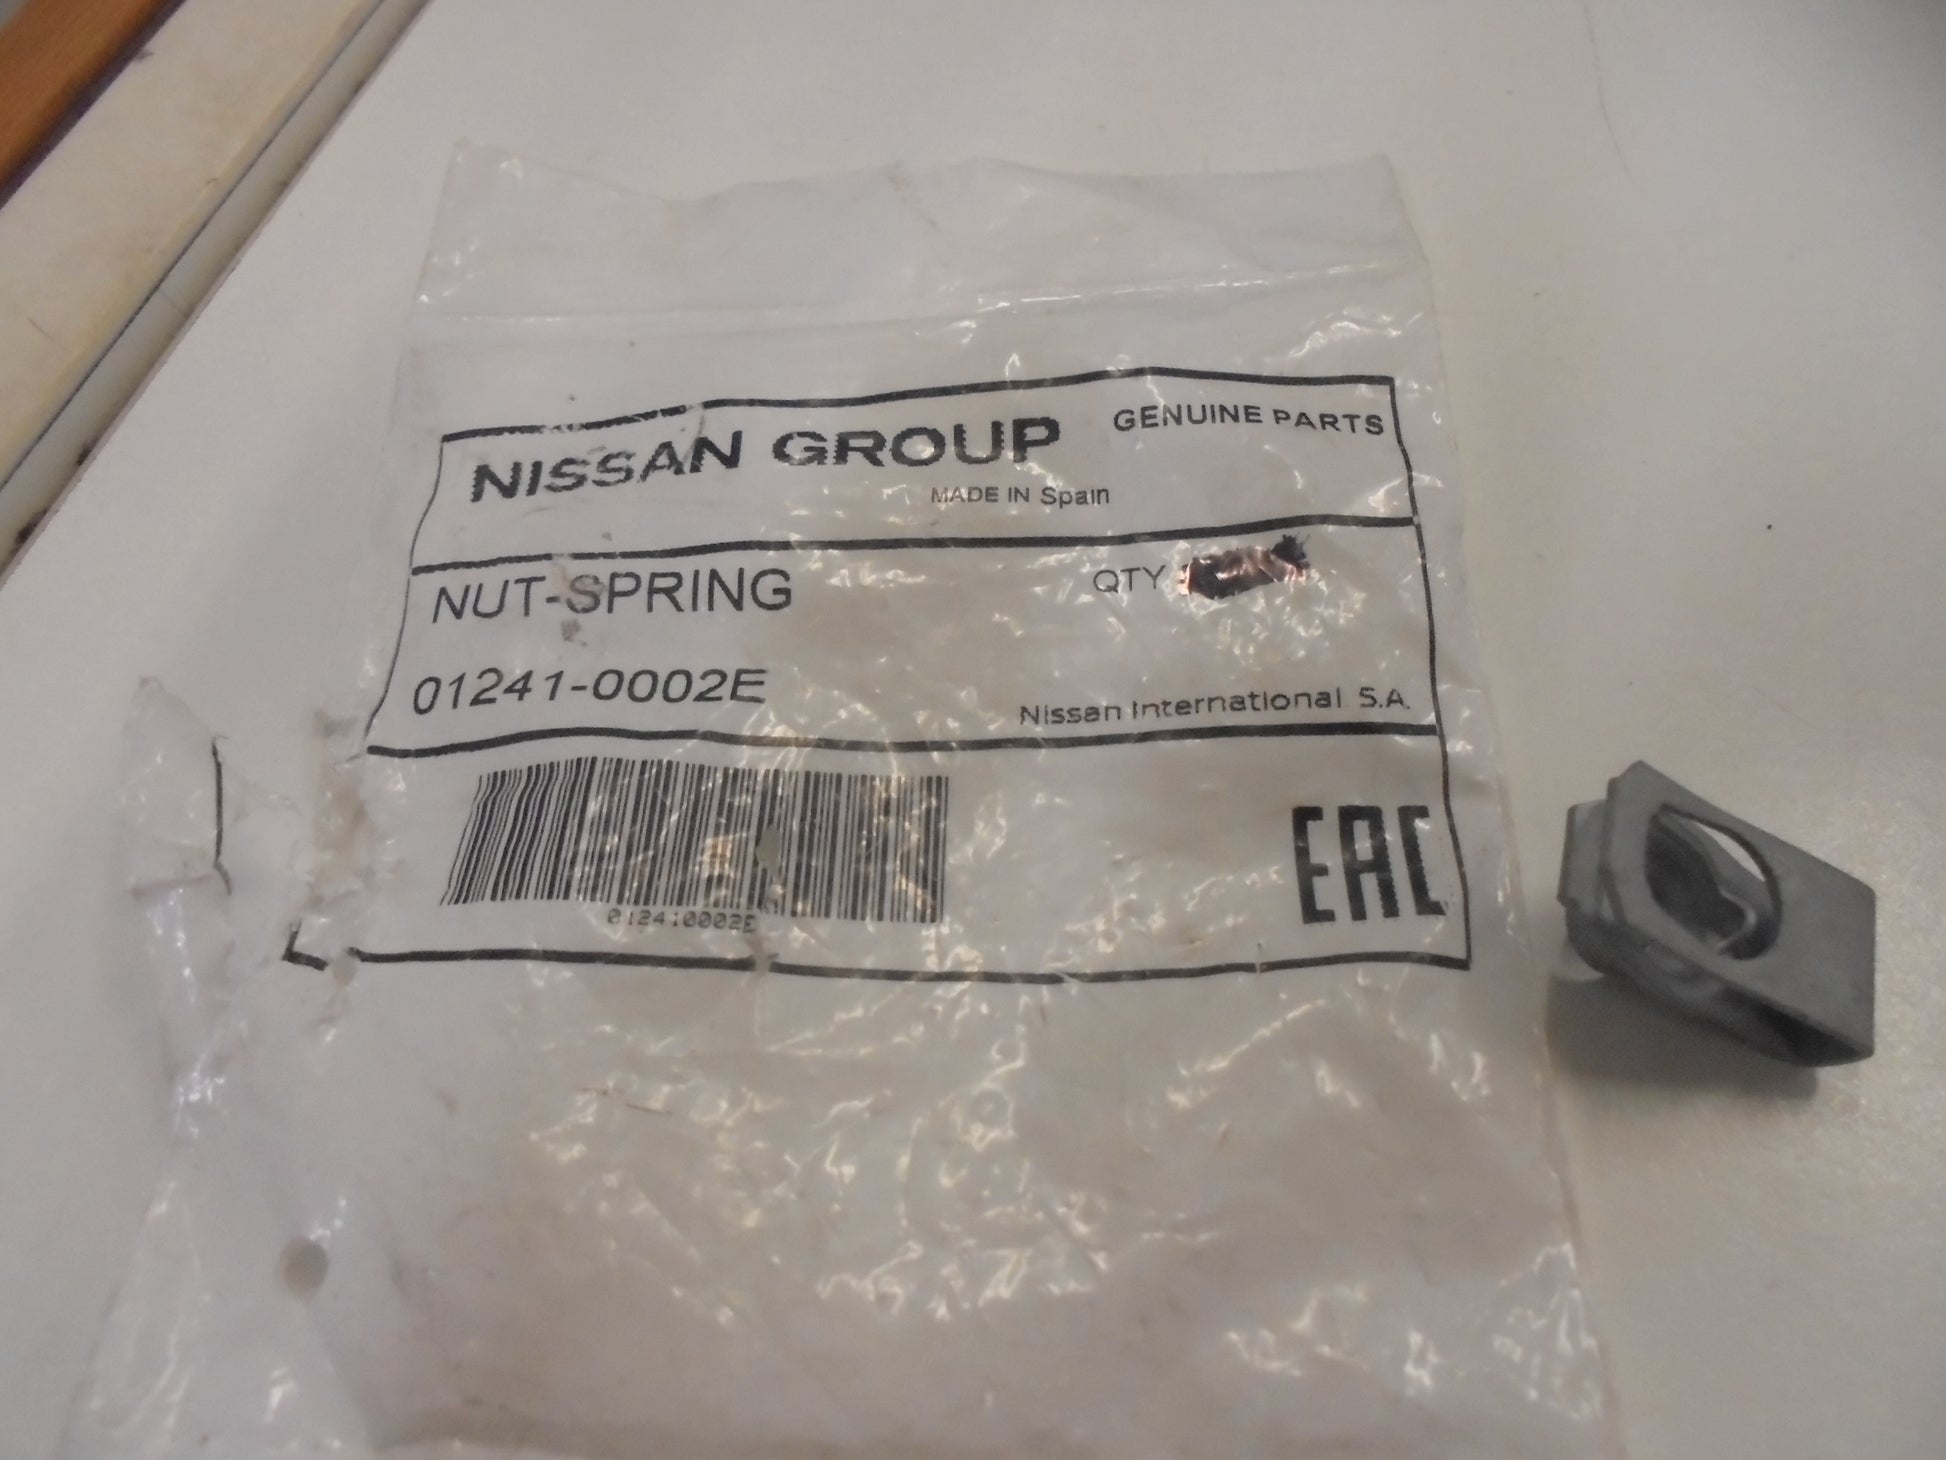 NISSAN GROUP GENUINE PARTS
MADE IN Spain
NUT-SPRING QTY
01241-0002E
Nissan International S.A.
012410002E
EAC